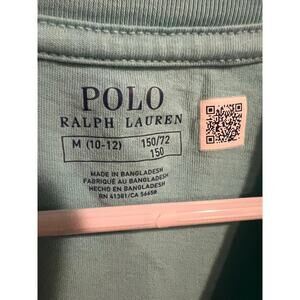 POLO
RALPH LAUREN
M (10-12)
150/72
150
MADE IN BANGLADESH
FABRIQUÉ AU BANGLADESH
HECHO EN BANGLADESH
RN 41381/CA 56658